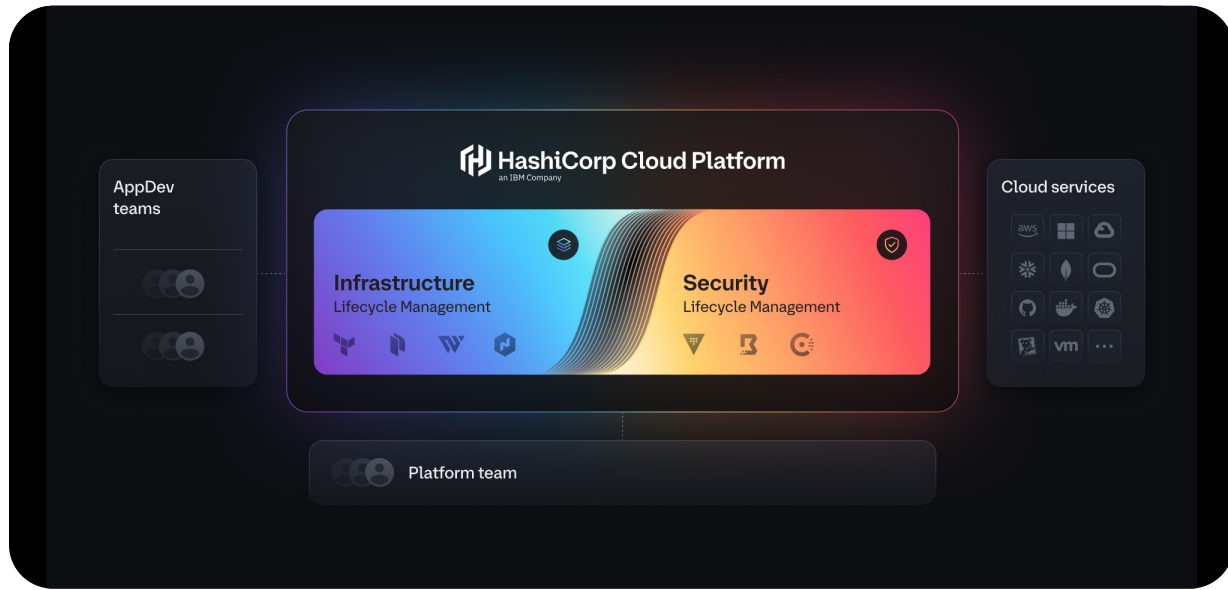 HashiCorp Cloud Platform
an IBM Company
AppDev
teams
Cloud services
aws
Infrastructure
Lifecycle Management
Security
Lifecycle Management
vm
Platform team